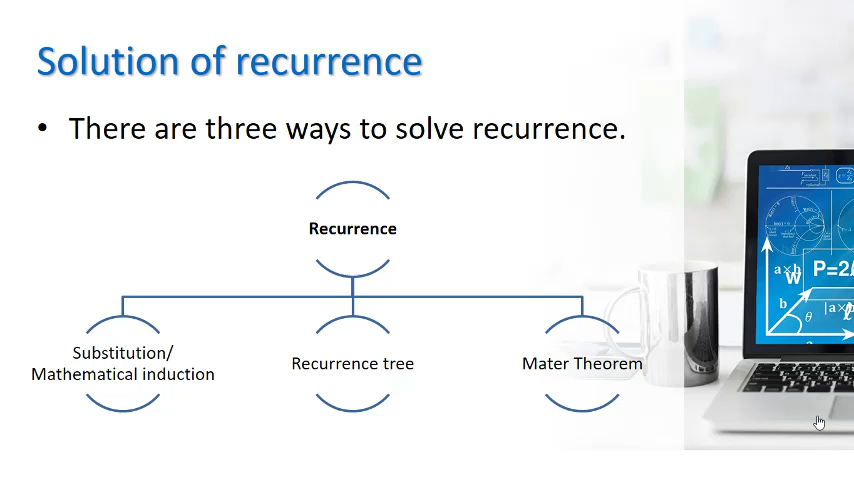 Solution of recurrence
• There are three ways to solve recurrence.
Recurrence
Substitution/
Mathematical induction
Recurrence tree
Mater Theorem
a×b
W
P=2
b
θ
|a×